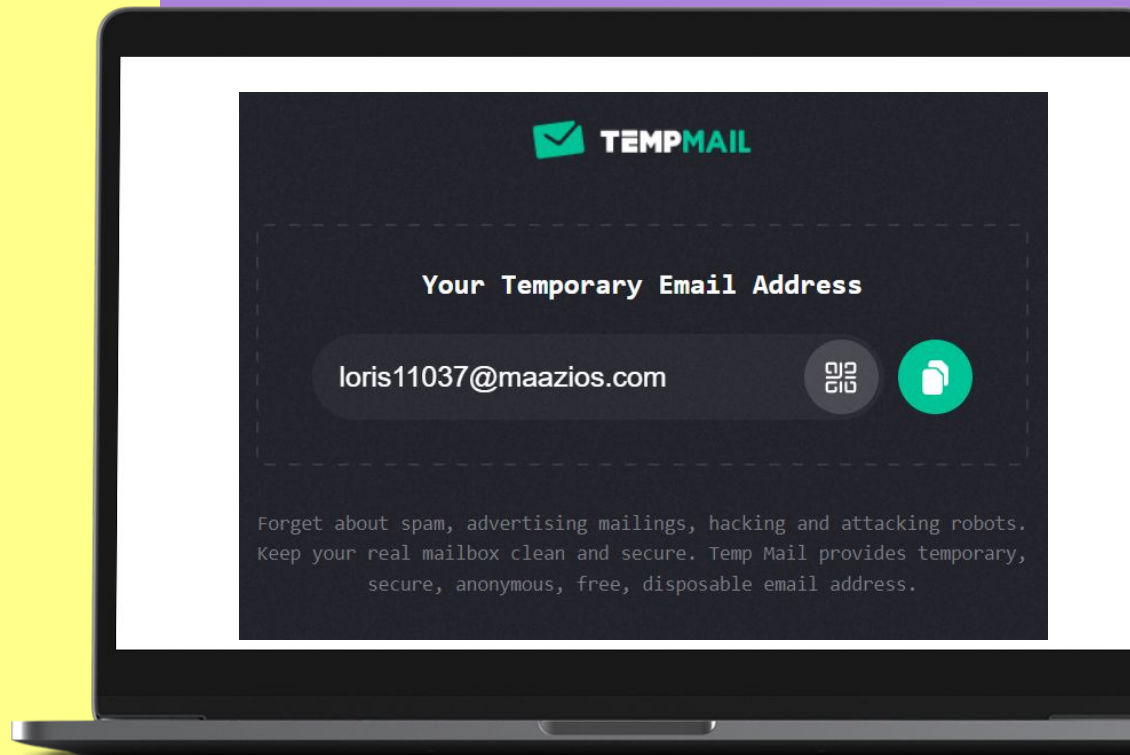 TEMPMAIL
Your Temporary Email Address
loris11037@maazios.com
Forget about spam, advertising mailings, hacking and attacking robots.
Keep your real mailbox clean and secure. Temp Mail provides temporary,
secure, anonymous, free, disposable email address.